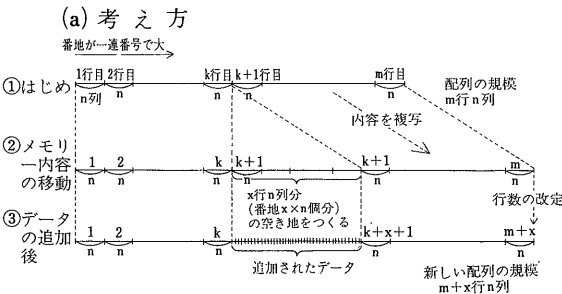 (a) 考え方
番地が一連番号で大
1行目 2行目 k行目 k+1行目 m行目
①はじめ
n列 n n n n
配列の規模
m行n列
内容を複写
②メモリ
ー内容
の移動
1 2 k k+1 k+1 m
n n n n n n
x行n列分
(番地x×n個分)
の空き地をつくる
行数の改定
③データ
の追加
後
1 2 k k+x+1 m+x
n n n n n
追加されたデータ
新しい配列の規模
m+x行n列